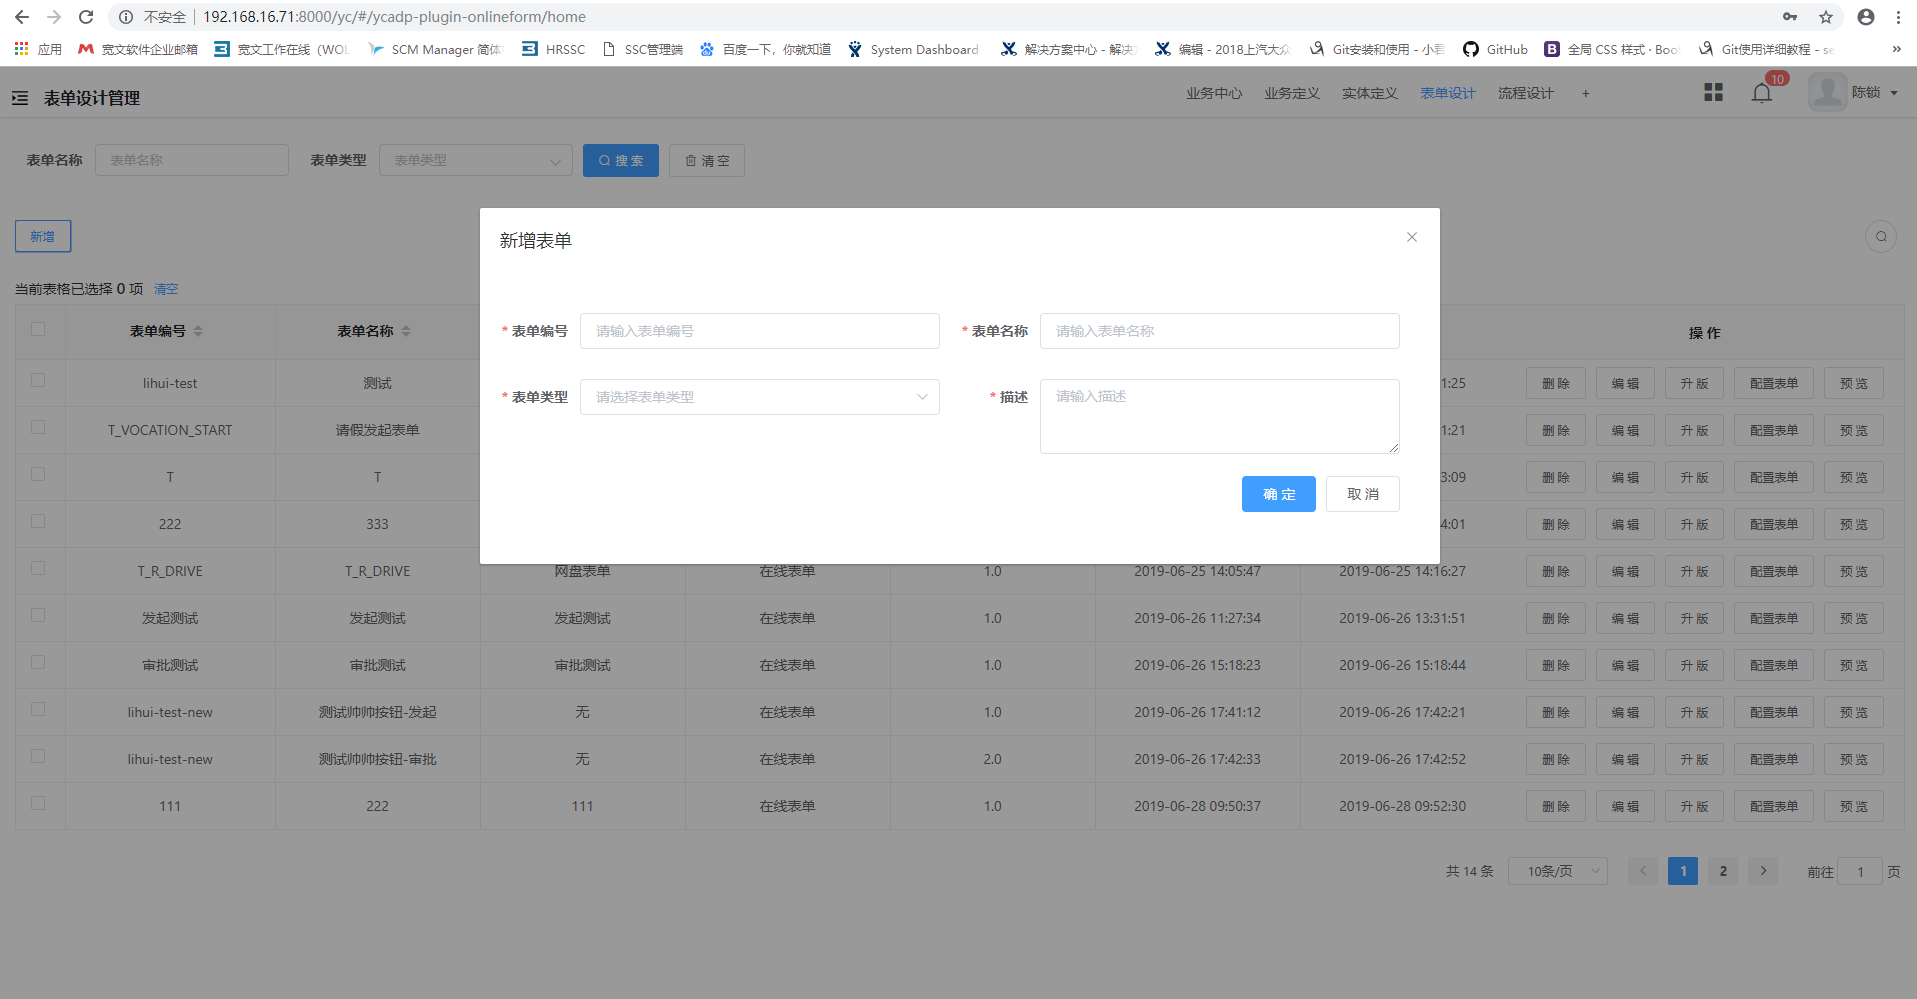 不安全 192.168.16.71:8000/yc/#/ycadp-plugin-onlineform/home
应用 宽文软件企业邮箱 宽文工作在线（WOL SCM Manager 简体 HRSSC SSC管理端 百度一下，你就知道 System Dashboard 解决方案中心 - 解决 编辑 - 2018上汽大众 Git安装和使用 - 小君 GitHub 全局 CSS 样式 · Boo Git使用详细教程 - se »
表单设计管理 业务中心 业务定义 实体定义 表单设计 流程设计 + 10 陈锁
表单名称 表单名称 表单类型 表单类型 搜 索 清 空
新增
新增表单
当前表格已选择 0 项 清空
表单编号 表单名称 操 作
* 表单编号 请输入表单编号 * 表单名称 请输入表单名称
lihui-test 测试 1:25 删 除 编 辑 升 版 配置表单 预 览
* 表单类型 请选择表单类型 * 描述 请输入描述
T_VOCATION_START 请假发起表单 1:21 删 除 编 辑 升 版 配置表单 预 览
T T 3:09 删 除 编 辑 升 版 配置表单 预 览
确 定 取 消
222 333 4:01 删 除 编 辑 升 版 配置表单 预 览
T_R_DRIVE T_R_DRIVE 网盘表单 在线表单 1.0 2019-06-25 14:05:47 2019-06-25 14:16:27 删 除 编 辑 升 版 配置表单 预 览
发起测试 发起测试 发起测试 在线表单 1.0 2019-06-26 11:27:34 2019-06-26 13:31:51 删 除 编 辑 升 版 配置表单 预 览
审批测试 审批测试 审批测试 在线表单 1.0 2019-06-26 15:18:23 2019-06-26 15:18:44 删 除 编 辑 升 版 配置表单 预 览
lihui-test-new 测试帅帅按钮-发起 无 在线表单 1.0 2019-06-26 17:41:12 2019-06-26 17:42:21 删 除 编 辑 升 版 配置表单 预 览
lihui-test-new 测试帅帅按钮-审批 无 在线表单 2.0 2019-06-26 17:42:33 2019-06-26 17:42:52 删 除 编 辑 升 版 配置表单 预 览
111 222 111 在线表单 1.0 2019-06-28 09:50:37 2019-06-28 09:52:30 删 除 编 辑 升 版 配置表单 预 览
共 14 条 10条/页 1 2 前往 1 页